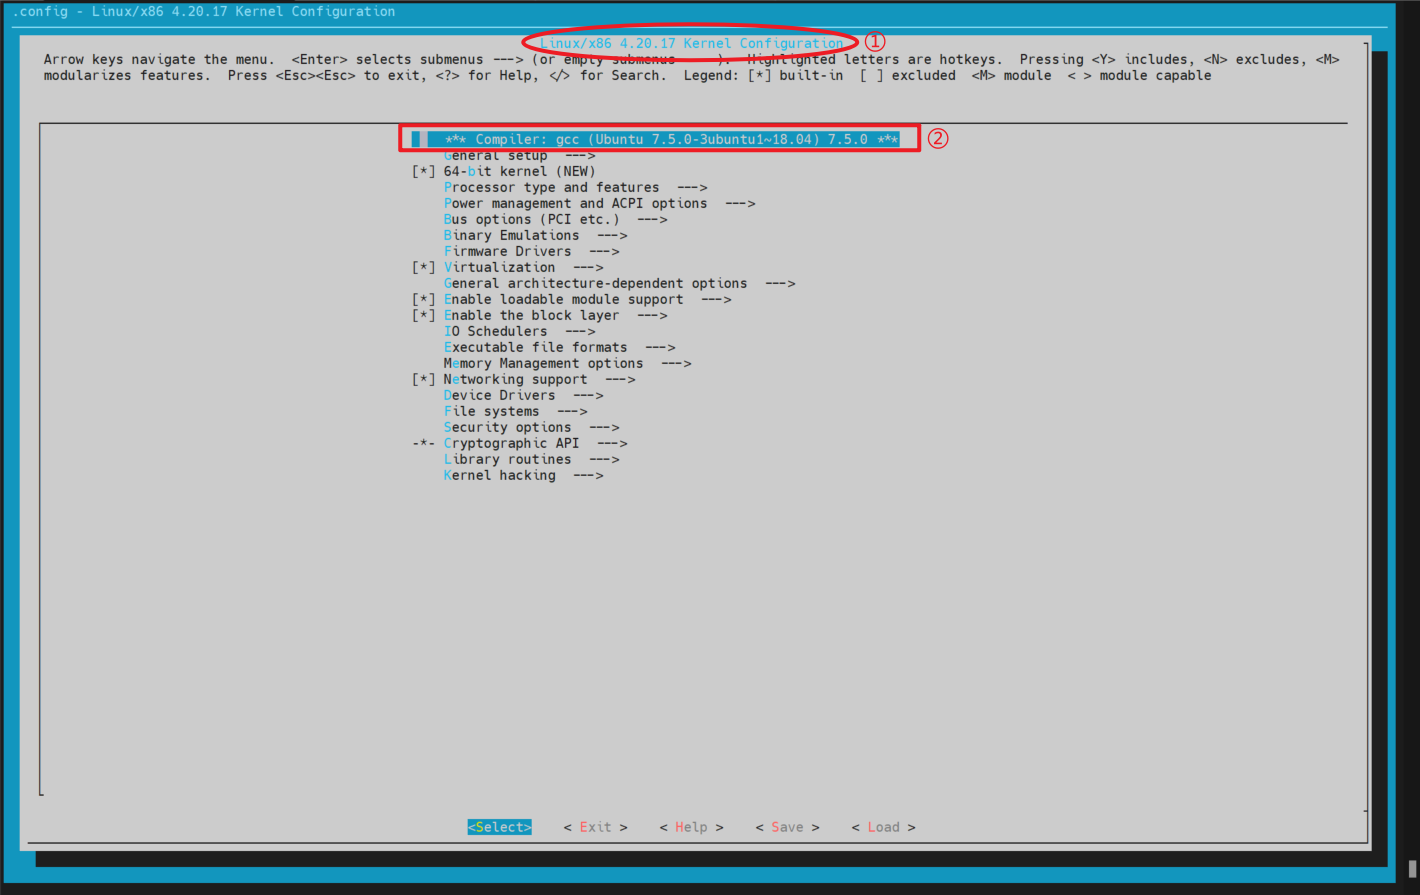 .config - Linux/x86 4.20.17 Kernel Configuration
Linux/x86 4.20.17 Kernel Configuration ①
Arrow keys navigate the menu.  <Enter> selects submenus ---> (or empty submenus ----).  Highlighted letters are hotkeys.  Pressing <Y> includes, <N> excludes, <M>
modularizes features.  Press <Esc><Esc> to exit, <?> for Help, </> for Search.  Legend: [*] built-in  [ ] excluded  <M> module  < > module capable
*** Compiler: gcc (Ubuntu 7.5.0-3ubuntu1~18.04) 7.5.0 *** ②
General setup  --->
[*] 64-bit kernel (NEW)
Processor type and features  --->
Power management and ACPI options  --->
Bus options (PCI etc.)  --->
Binary Emulations  --->
Firmware Drivers  --->
[*] Virtualization  --->
General architecture-dependent options  --->
[*] Enable loadable module support  --->
[*] Enable the block layer  --->
IO Schedulers  --->
Executable file formats  --->
Memory Management options  --->
[*] Networking support  --->
Device Drivers  --->
File systems  --->
Security options  --->
-*- Cryptographic API  --->
Library routines  --->
Kernel hacking  --->
<Select>    < Exit >    < Help >    < Save >    < Load >